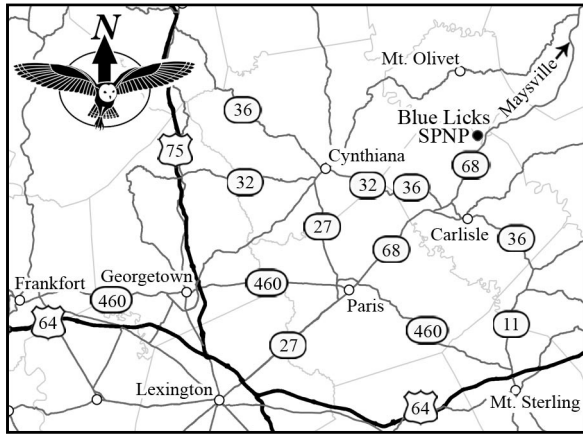 N
Mt. Olivet
Maysville
36
Blue Licks
SPNP
75
Cynthiana
68
32
32
36
27
Carlisle
68
36
Georgetown
460
Frankfort
460
Paris
64
460
11
27
Lexington
64
Mt. Sterling